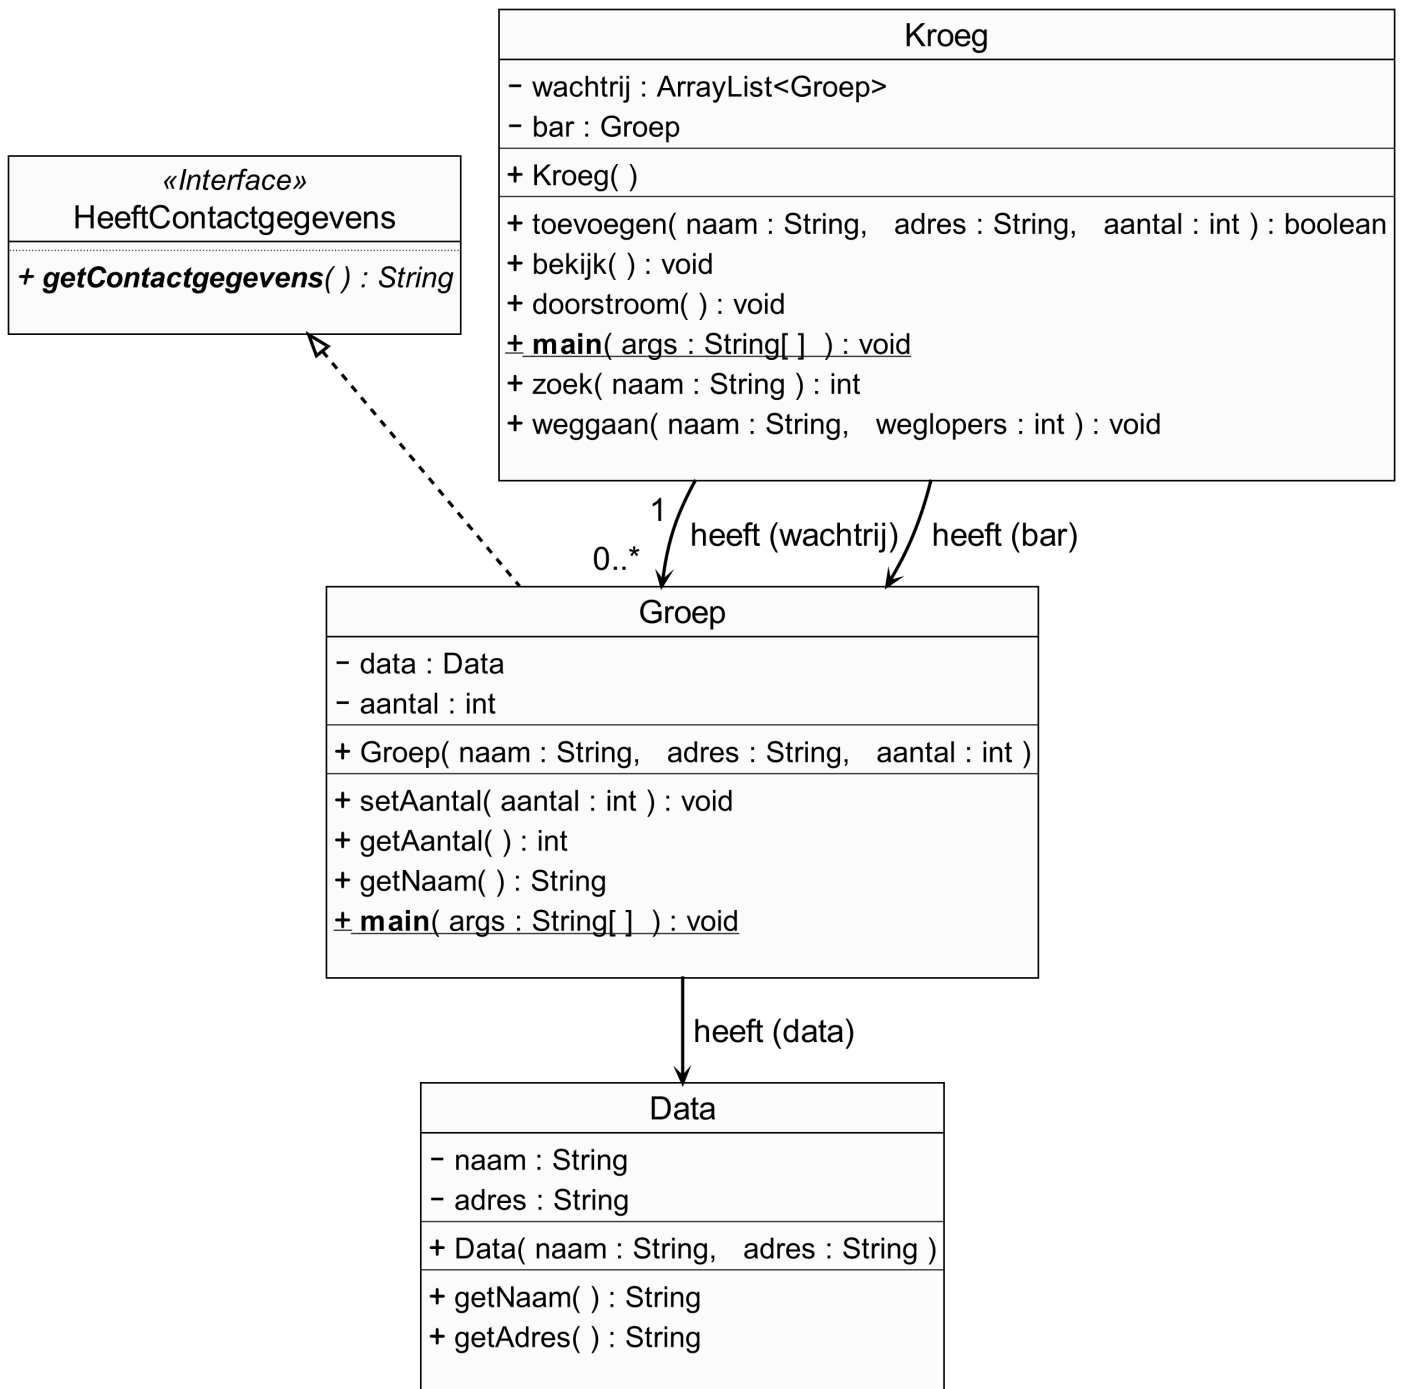 Kroeg
- wachtrij : ArrayList<Groep>
- bar : Groep
+ Kroeg( )
+ toevoegen( naam : String, adres : String, aantal : int ) : boolean
+ bekijk( ) : void
+ doorstroom( ) : void
+ main( args : String[ ] ) : void
+ zoek( naam : String ) : int
+ weggaan( naam : String, weglopers : int ) : void
«Interface»
HeeftContactgegevens
+ getContactgegevens( ) : String
1
0..*
heeft (wachtrij)
heeft (bar)
Groep
- data : Data
- aantal : int
+ Groep( naam : String, adres : String, aantal : int )
+ setAantal( aantal : int ) : void
+ getAantal( ) : int
+ getNaam( ) : String
+ main( args : String[ ] ) : void
heeft (data)
Data
- naam : String
- adres : String
+ Data( naam : String, adres : String )
+ getNaam( ) : String
+ getAdres( ) : String